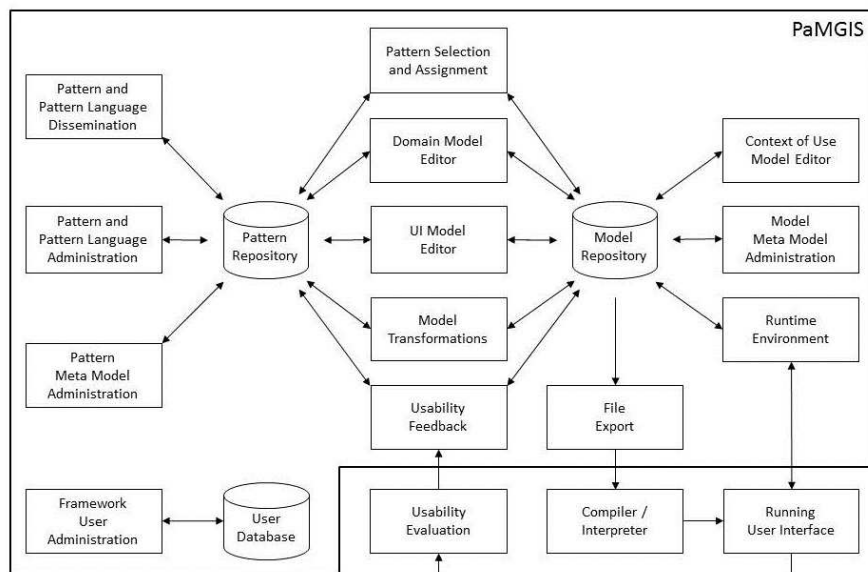 PaMGIS
Pattern Selection
and Assignment
Pattern and
Pattern Language
Dissemination
Domain Model
Editor
Context of Use
Model Editor
Pattern and
Pattern Language
Administration
Pattern
Repository
UI Model
Editor
Model
Repository
Model
Meta Model
Administration
Model
Transformations
Runtime
Environment
Pattern
Meta Model
Administration
Usability
Feedback
File
Export
Framework
User
Administration
User
Database
Usability
Evaluation
Compiler /
Interpreter
Running
User Interface